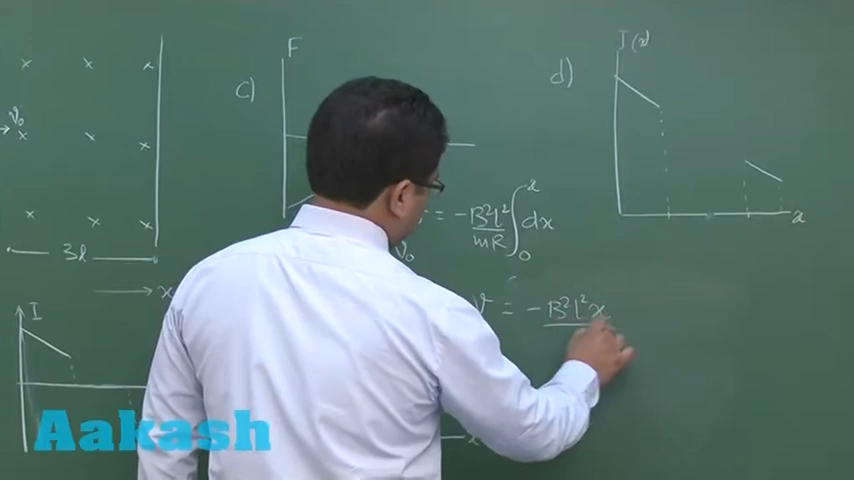 x x x
V₀
x x x
x x x
3l
x
I
c) F
= -B²l²/mR ∫₀ˣ dx
V₀
v = -B²l²x
d) I (x)
x
Aakash